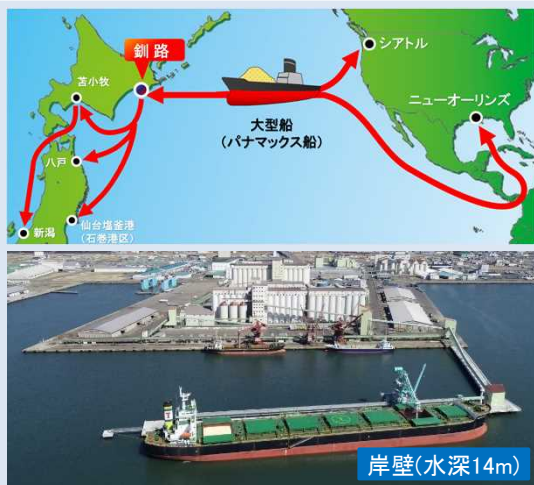 釧路
苫小牧
シアトル
ニューオーリンズ
大型船
(パナマックス船)
八戸
新潟
仙台塩釜港
(石巻港区)
岸壁(水深14m)